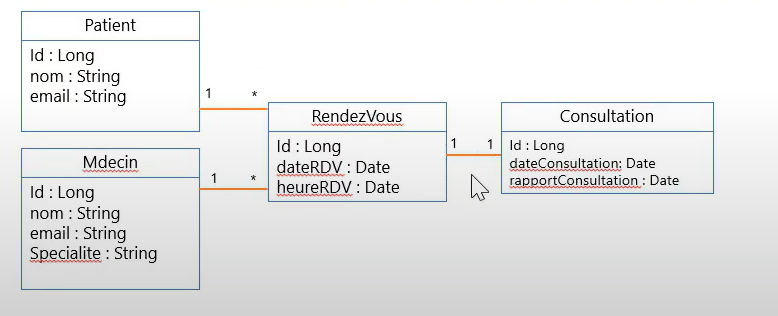 Patient
Id : Long
nom : String
email : String
1
*
Mdecin
Id : Long
nom : String
email : String
Specialite : String
1
*
RendezVous
Id : Long
dateRDV : Date
heureRDV : Date
1
1
Consultation
Id : Long
dateConsultation: Date
rapportConsultation : Date